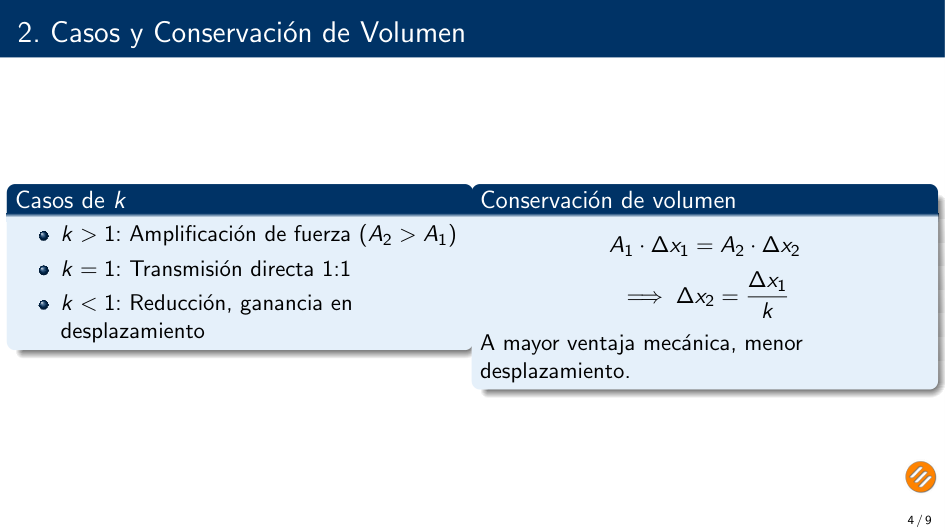 2. Casos y Conservación de Volumen
Casos de k
k > 1: Amplificación de fuerza (A₂ > A₁)
k = 1: Transmisión directa 1:1
k < 1: Reducción, ganancia en
desplazamiento
Conservación de volumen
A₁ · Δx₁ = A₂ · Δx₂
⟹ Δx₂ = Δx₁/k
A mayor ventaja mecánica, menor
desplazamiento.
4 / 9